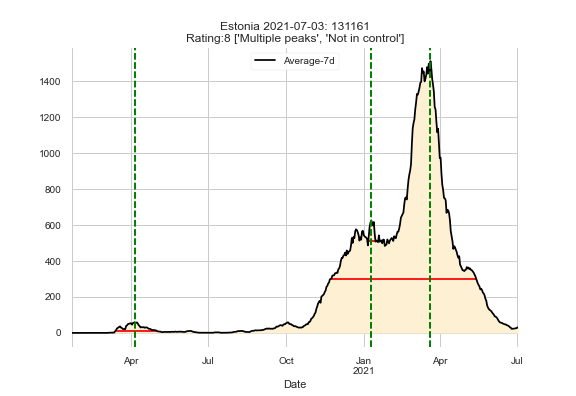 Estonia 2021-07-03: 131161
Rating:8 ['Multiple peaks', 'Not in control']
Average-7d
1400
1200
1000
800
600
400
200
0
Apr Jul Oct Jan Apr Jul
2021
Date